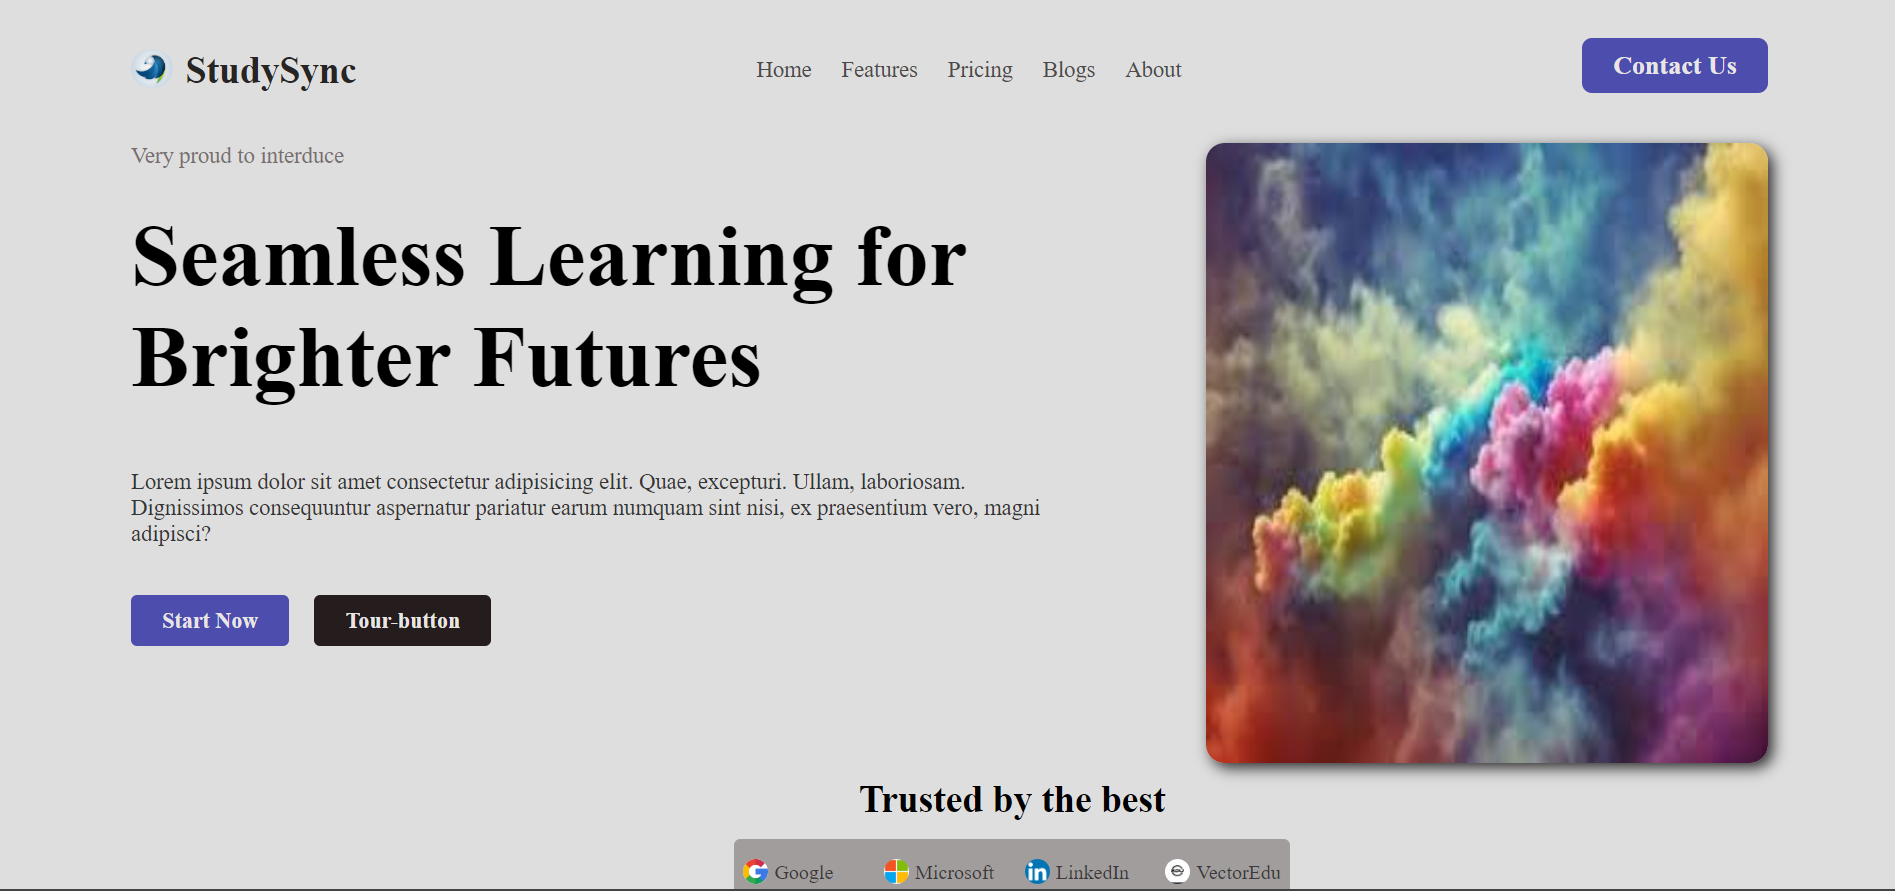 StudySync
Home Features Pricing Blogs About
Contact Us
Very proud to interduce
Seamless Learning for
Brighter Futures
Lorem ipsum dolor sit amet consectetur adipisicing elit. Quae, excepturi. Ullam, laboriosam.
Dignissimos consequuntur aspernatur pariatur earum numquam sint nisi, ex praesentium vero, magni
adipisci?
Start Now
Tour-button
Trusted by the best
Google Microsoft LinkedIn VectorEdu